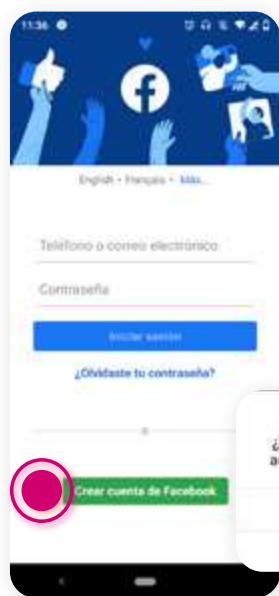 11:36
English • Français • Más...
Teléfono o correo electrónico
Contraseña
Iniciar sesión
¿Olvidaste tu contraseña?
o
Crear cuenta de Facebook